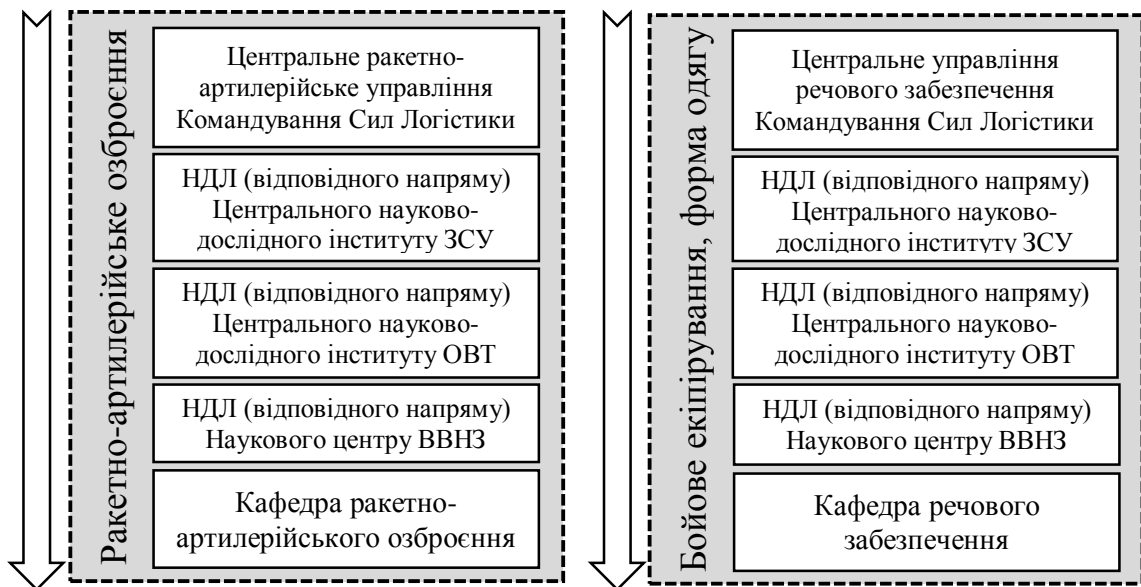 Ракетно-артилерійське озброєння
Центральне ракетно-
артилерійське управління
Командування Сил Логістики
НДЛ (відповідного напряму)
Центрального науково-
дослідного інституту ЗСУ
НДЛ (відповідного напряму)
Центрального науково-
дослідного інституту ОВТ
НДЛ (відповідного напряму)
Наукового центру ВВНЗ
Кафедра ракетно-
артилерійського озброєння
Бойове екіпірування, форма одягу
Центральне управління
речового забезпечення
Командування Сил Логістики
НДЛ (відповідного напряму)
Центрального науково-
дослідного інституту ЗСУ
НДЛ (відповідного напряму)
Центрального науково-
дослідного інституту ОВТ
НДЛ (відповідного напряму)
Наукового центру ВВНЗ
Кафедра речового
забезпечення